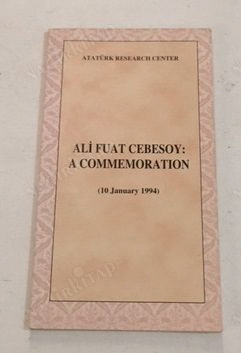 ATATÜRK RESEARCH CENTER
ALİ FUAT CEBESOY:
A COMMEMORATION
(10 January 1994)